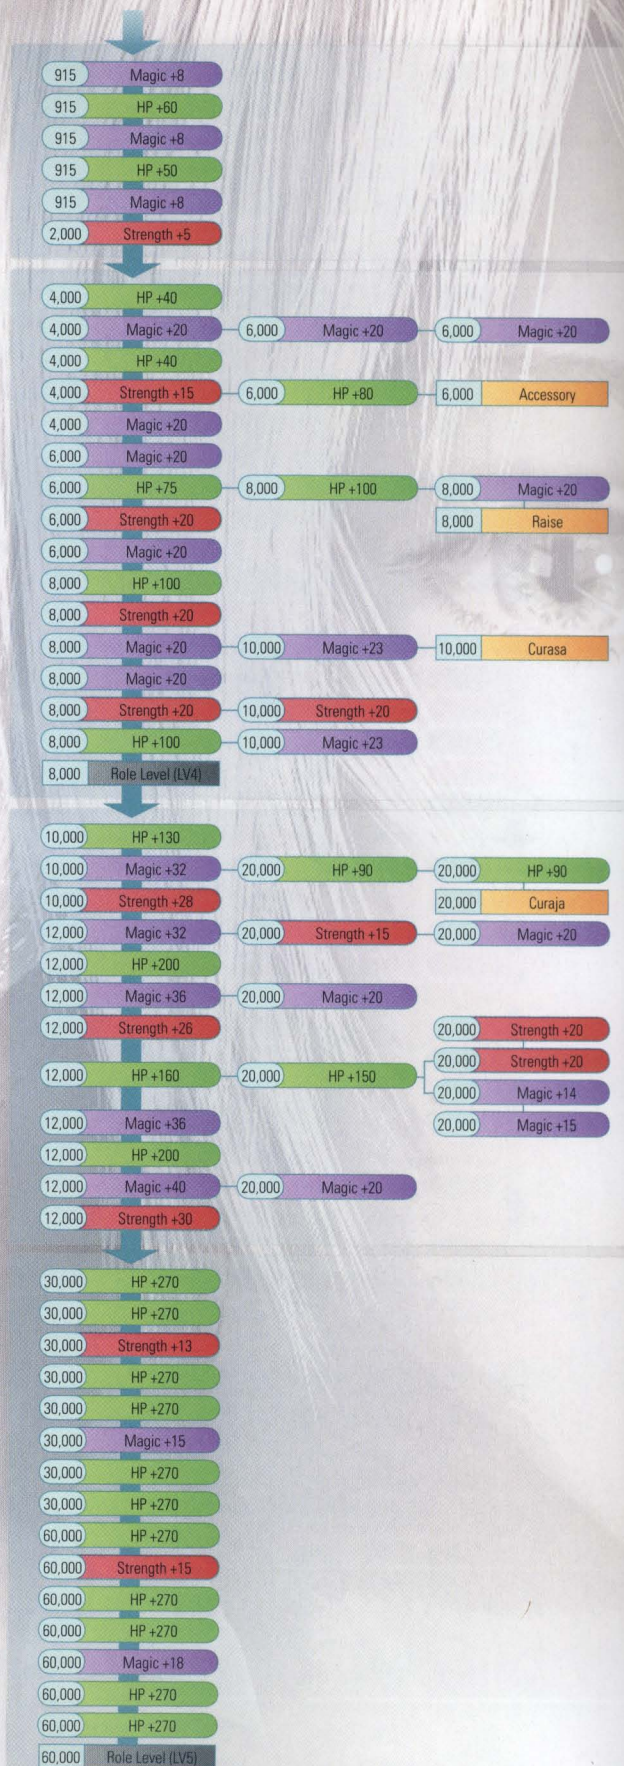 915 Magic +8
915 HP +60
915 Magic +8
915 HP +50
915 Magic +8
2,000 Strength +5
4,000 HP +40
4,000 Magic +20 6,000 Magic +20 6,000 Magic +20
4,000 HP +40
4,000 Strength +15 6,000 HP +80 6,000 Accessory
4,000 Magic +20
6,000 Magic +20
6,000 HP +75 8,000 HP +100 8,000 Magic +20
6,000 Strength +20 8,000 Raise
6,000 Magic +20
8,000 HP +100
8,000 Strength +20
8,000 Magic +20 10,000 Magic +23 10,000 Curasa
8,000 Magic +20
8,000 Strength +20 10,000 Strength +20
8,000 HP +100 10,000 Magic +23
8,000 Role Level (LV4)
10,000 HP +130
10,000 Magic +32 20,000 HP +90 20,000 HP +90
10,000 Strength +28 20,000 Curaja
12,000 Magic +32 20,000 Strength +15 20,000 Magic +20
12,000 HP +200
12,000 Magic +36 20,000 Magic +20
12,000 Strength +26 20,000 Strength +20
20,000 Strength +20
12,000 HP +160 20,000 HP +150
20,000 Magic +14
12,000 Magic +36 20,000 Magic +15
12,000 HP +200
12,000 Magic +40 20,000 Magic +20
12,000 Strength +30
30,000 HP +270
30,000 HP +270
30,000 Strength +13
30,000 HP +270
30,000 HP +270
30,000 Magic +15
30,000 HP +270
30,000 HP +270
60,000 HP +270
60,000 Strength +15
60,000 HP +270
60,000 HP +270
60,000 Magic +18
60,000 HP +270
60,000 HP +270
60,000 Role Level (LV5)